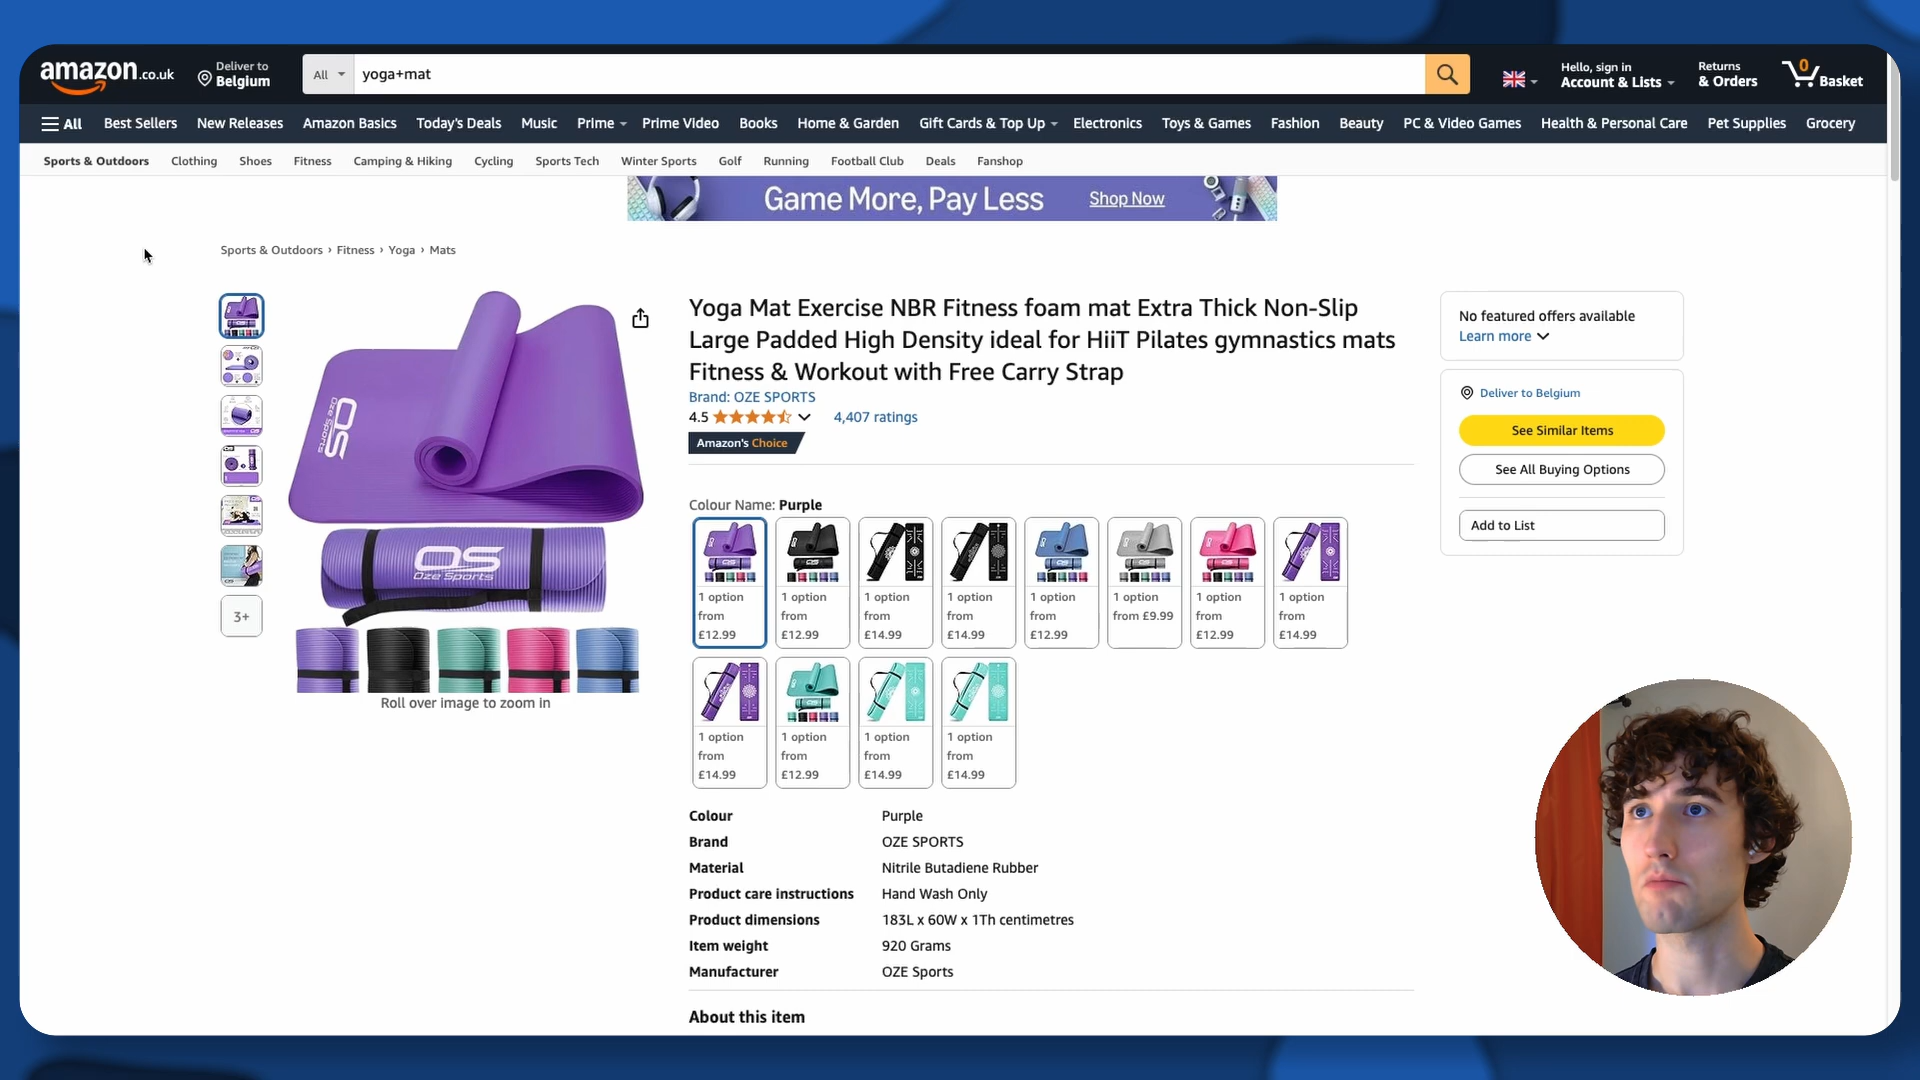 amazon.co.uk
Deliver to
Belgium
All
yoga+mat
Hello, sign in
Account & Lists
Returns
& Orders
0
Basket
All
Best Sellers
New Releases
Amazon Basics
Today's Deals
Music
Prime
Prime Video
Books
Home & Garden
Gift Cards & Top Up
Electronics
Toys & Games
Fashion
Beauty
PC & Video Games
Health & Personal Care
Pet Supplies
Grocery
Sports & Outdoors
Clothing
Shoes
Fitness
Camping & Hiking
Cycling
Sports Tech
Winter Sports
Golf
Running
Football Club
Deals
Fanshop
Game More, Pay Less
Shop Now
Sports & Outdoors › Fitness › Yoga › Mats
3+
OS
Oze Sports
OS
Oze Sports
Roll over image to zoom in
Yoga Mat Exercise NBR Fitness foam mat Extra Thick Non-Slip
Large Padded High Density ideal for HiiT Pilates gymnastics mats
Fitness & Workout with Free Carry Strap
Brand: OZE SPORTS
4.5
4,407 ratings
Amazon's Choice
Colour Name: Purple
1 option
from
£12.99
1 option
from
£12.99
1 option
from
£14.99
1 option
from
£14.99
1 option
from
£12.99
1 option
from £9.99
1 option
from
£12.99
1 option
from
£14.99
1 option
from
£14.99
1 option
from
£12.99
1 option
from
£14.99
1 option
from
£14.99
Colour Purple
Brand OZE SPORTS
Material Nitrile Butadiene Rubber
Product care instructions Hand Wash Only
Product dimensions 183L x 60W x 1Th centimetres
Item weight 920 Grams
Manufacturer OZE Sports
About this item
No featured offers available
Learn more
Deliver to Belgium
See Similar Items
See All Buying Options
Add to List